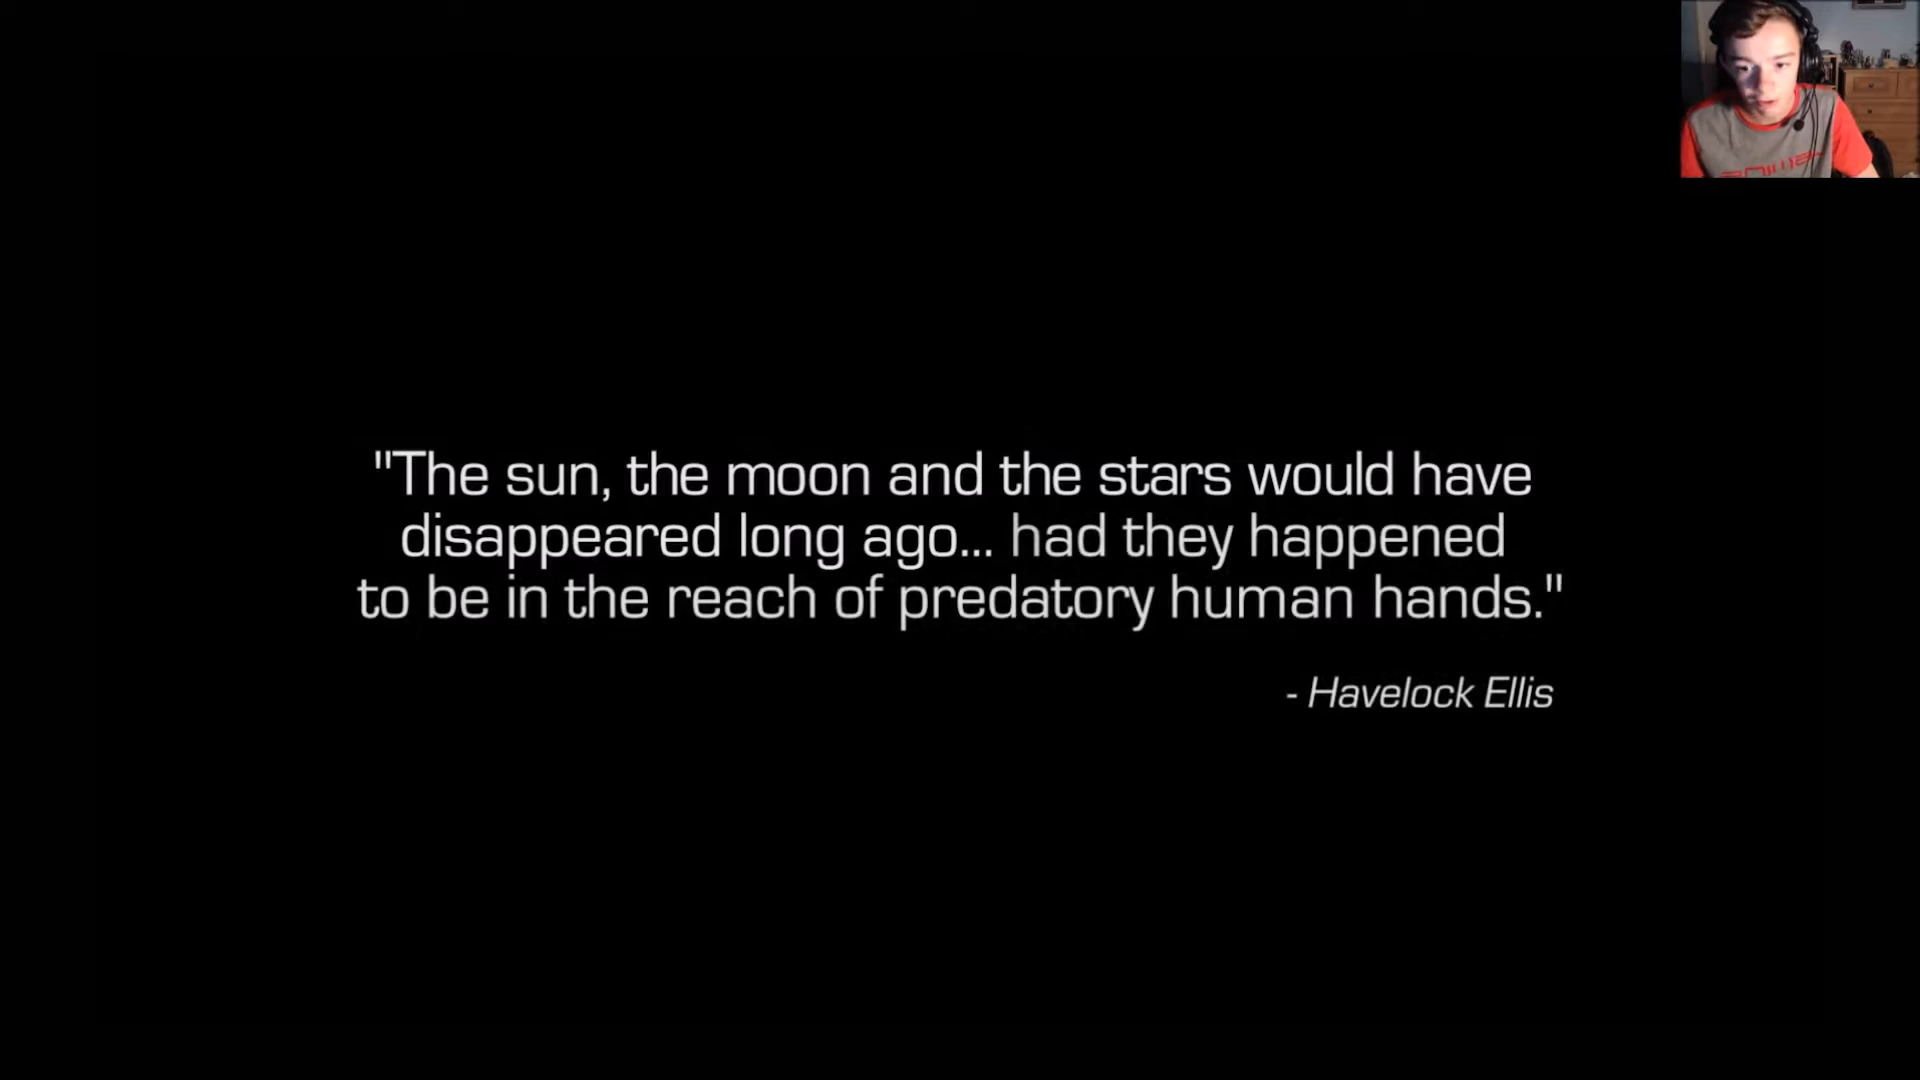 "The sun, the moon and the stars would have
disappeared long ago... had they happened
to be in the reach of predatory human hands."
- Havelock Ellis